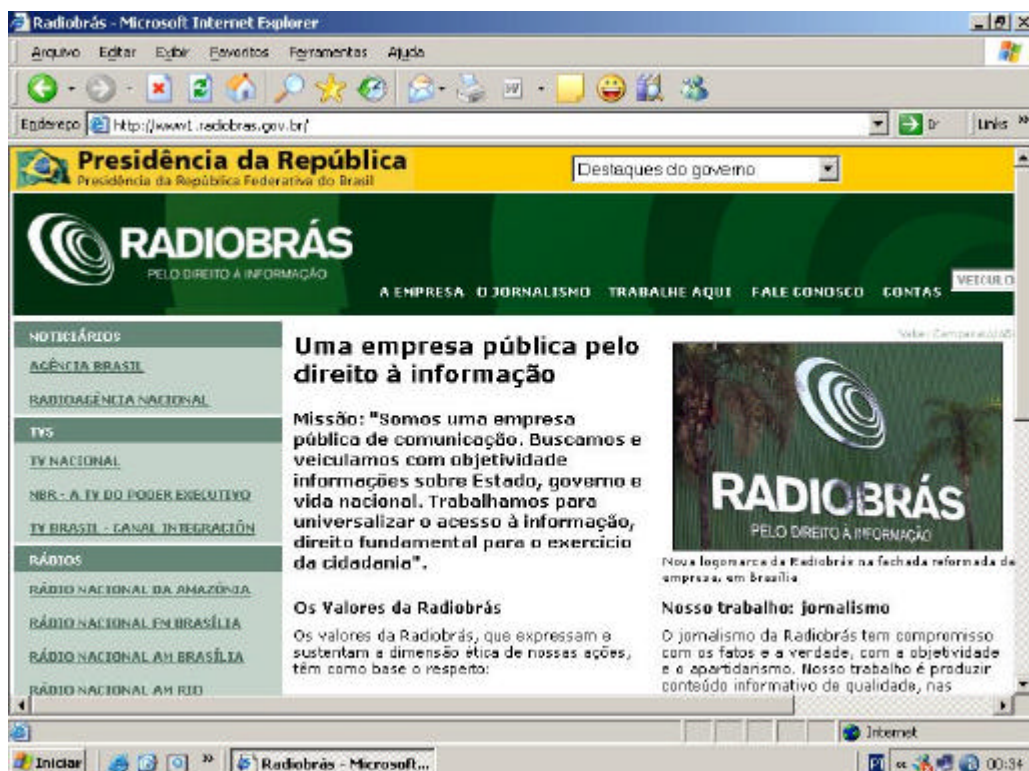 Radiobrás - Microsoft Internet Explorer
Arquivo Editar Exibir Favoritos Ferramentas Ajuda
Endereço http://www1.radiobras.gov.br/ Ir Links »
Presidência da República
Presidência da República Federativa do Brasil
Destaques do governo
RADIOBRÁS
PELO DIREITO À INFORMAÇÃO
A EMPRESA O JORNALISMO TRABALHE AQUI FALE CONOSCO CONTAS
VEICULO
NOTICIÁRIOS
AGÊNCIA BRASIL
RADIOAGÊNCIA NACIONAL
TVS
TV NACIONAL
NBR - A TV DO PODER EXECUTIVO
TV BRASIL - CANAL INTEGRACIÓN
RÁDIOS
RÁDIO NACIONAL DA AMAZÔNIA
RÁDIO NACIONAL FM BRASÍLIA
RÁDIO NACIONAL AM BRASÍLIA
RÁDIO NACIONAL AM RIO
Uma empresa pública pelo
direito à informação
Missão: "Somos uma empresa
pública de comunicação. Buscamos e
veiculamos com objetividade
informações sobre Estado, governo e
vida nacional. Trabalhamos para
universalizar o acesso à informação,
direito fundamental para o exercício
da cidadania".
Os Valores da Radiobrás
Os valores da Radiobrás, que expressam e
sustentam a dimensão ética de nossas ações,
têm como base o respeito:
RADIOBRÁS
PELO DIREITO À INFORMAÇÃO
Nova logomarca da Radiobrás na fachada reformada da
empresa, em Brasília
Nosso trabalho: jornalismo
O jornalismo da Radiobrás tem compromisso
com os fatos e a verdade, com a objetividade
e o apartidarismo. Nosso trabalho é produzir
conteúdo informativo de qualidade, nas
Internet
Iniciar » Radiobrás - Microsoft... « 00:34